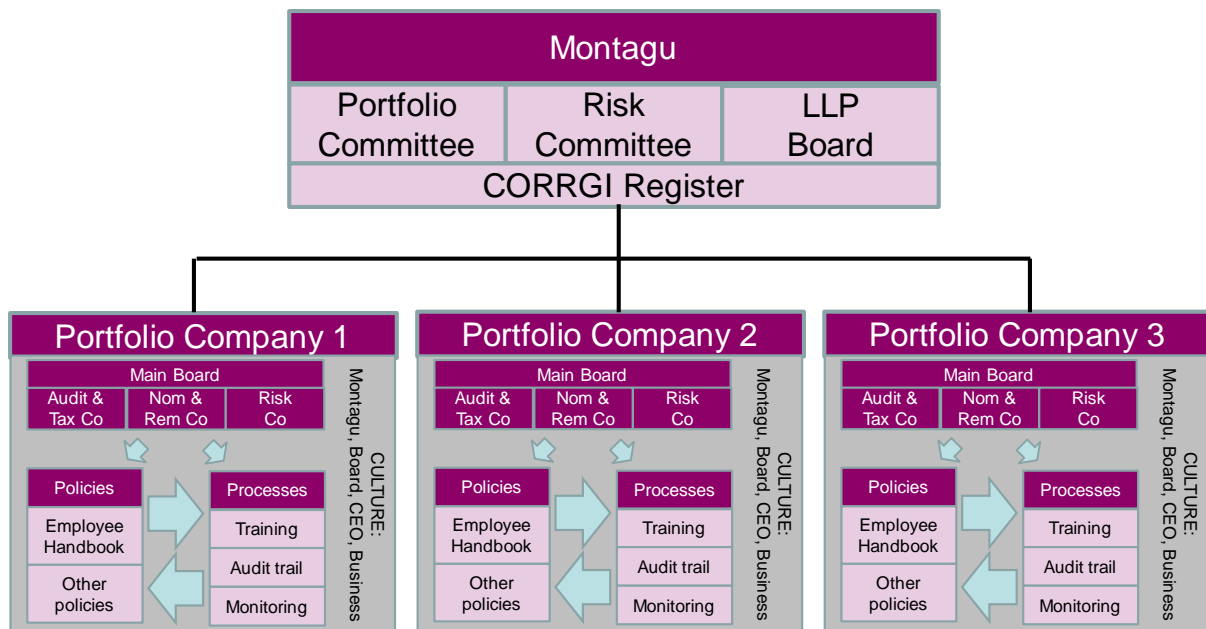 Montagu
Portfolio
Committee
Risk
Committee
LLP
Board
CORRGI Register
Portfolio Company 1
Main Board
Audit &
Tax Co
Nom &
Rem Co
Risk
Co
Policies
Employee
Handbook
Other
policies
Processes
Training
Audit trail
Monitoring
CULTURE:
Montagu, Board, CEO, Business
Portfolio Company 2
Main Board
Audit &
Tax Co
Nom &
Rem Co
Risk
Co
Policies
Employee
Handbook
Other
policies
Processes
Training
Audit trail
Monitoring
CULTURE:
Montagu, Board, CEO, Business
Portfolio Company 3
Main Board
Audit &
Tax Co
Nom &
Rem Co
Risk
Co
Policies
Employee
Handbook
Other
policies
Processes
Training
Audit trail
Monitoring
CULTURE:
Montagu, Board, CEO, Business